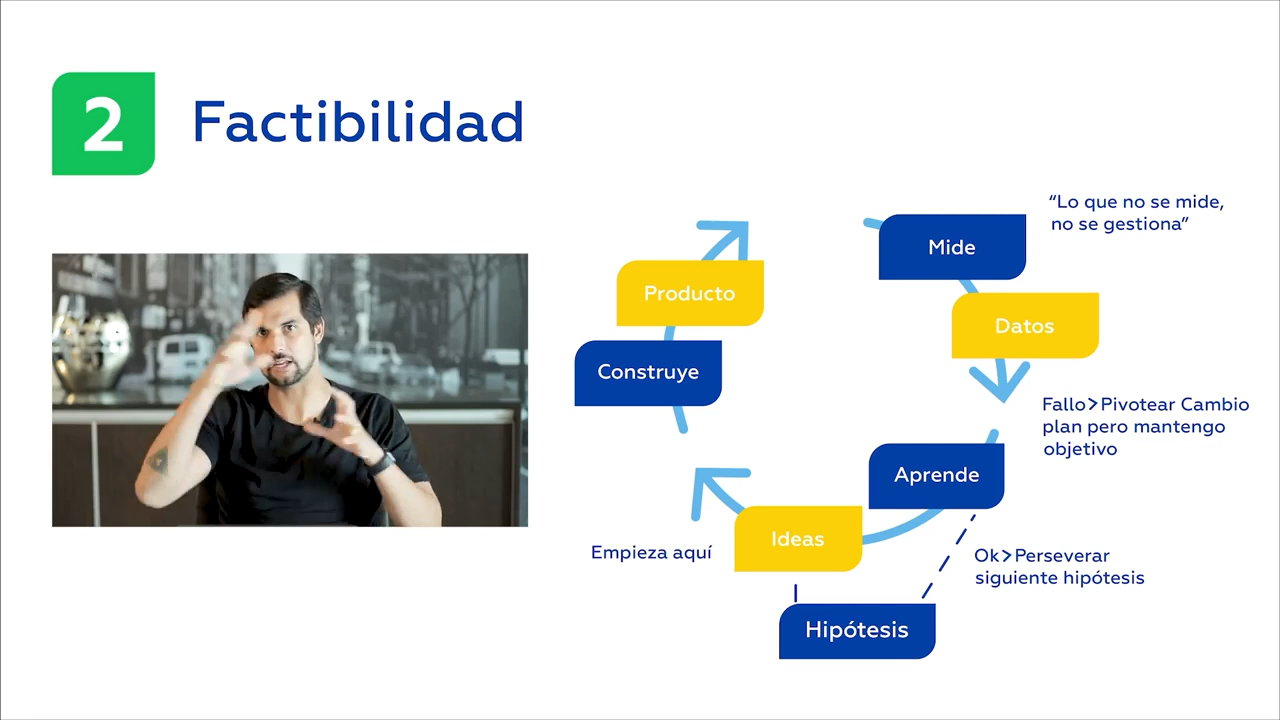 2
Factibilidad
“Lo que no se mide,
no se gestiona”
Mide
Producto
Datos
Construye
Fallo>Pivotear Cambio
plan pero mantengo
objetivo
Aprende
Ideas
Empieza aquí
Ok>Perseverar
siguiente hipótesis
Hipótesis